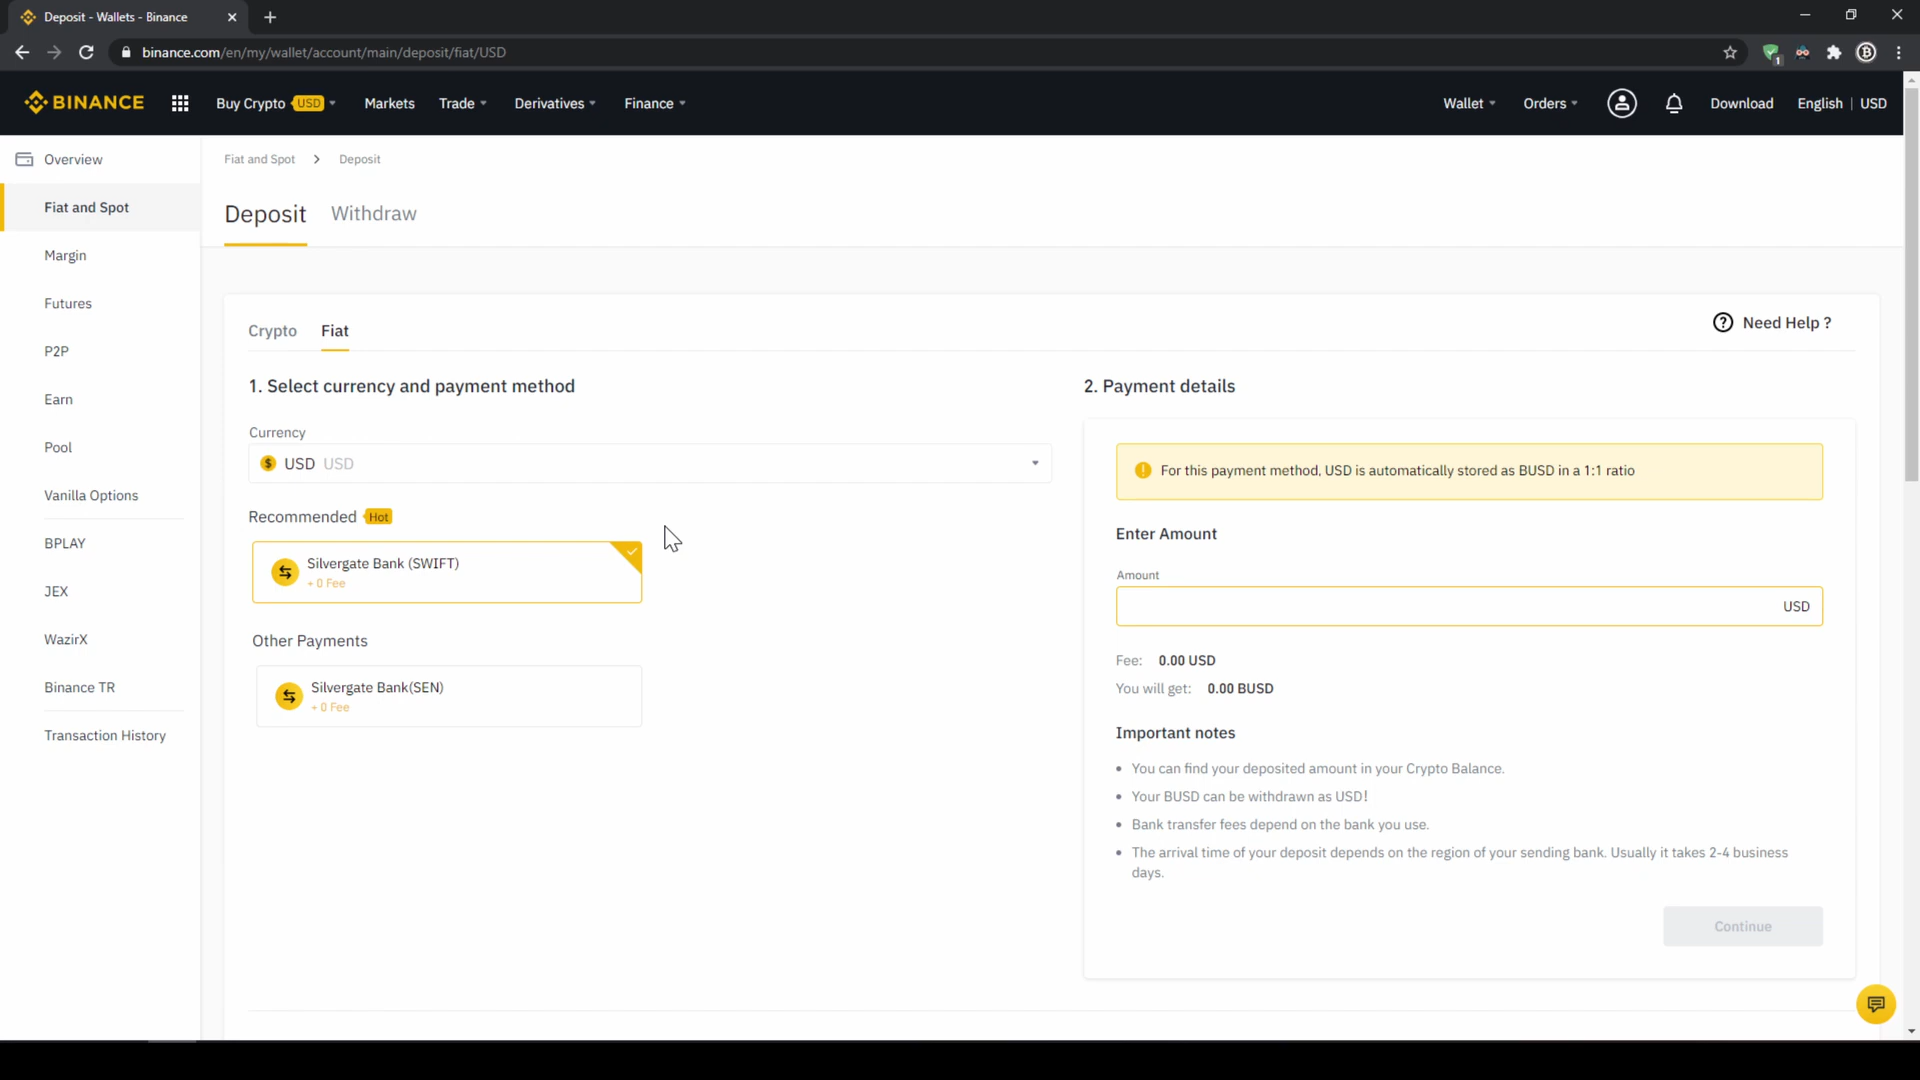 Deposit - Wallets - Binance
binance.com/en/my/wallet/account/main/deposit/fiat/USD
1
BINANCE
Buy Crypto USD
Markets
Trade
Derivatives
Finance
Wallet
Orders
Download
English | USD
Overview
Fiat and Spot
Margin
Futures
P2P
Earn
Pool
Vanilla Options
BPLAY
JEX
WazirX
Binance TR
Transaction History
Fiat and Spot > Deposit
Deposit
Withdraw
Crypto
Fiat
Need Help ?
1. Select currency and payment method
Currency
USD USD
Recommended Hot
Silvergate Bank (SWIFT)
+ 0 Fee
Other Payments
Silvergate Bank(SEN)
+ 0 Fee
2. Payment details
For this payment method, USD is automatically stored as BUSD in a 1:1 ratio
Enter Amount
Amount
USD
Fee: 0.00 USD
You will get: 0.00 BUSD
Important notes
• You can find your deposited amount in your Crypto Balance.
• Your BUSD can be withdrawn as USD!
• Bank transfer fees depend on the bank you use.
• The arrival time of your deposit depends on the region of your sending bank. Usually it takes 2-4 business
days.
Continue